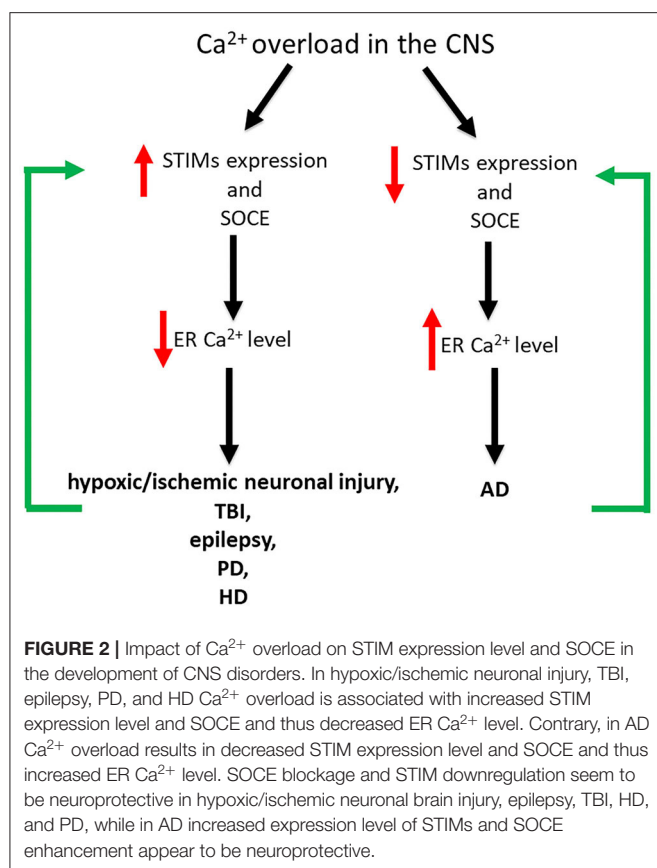 Ca²⁺ overload in the CNS
STIMs expression
and
SOCE
ER Ca²⁺ level
hypoxic/ischemic neuronal injury,
TBI,
epilepsy,
PD,
HD
STIMs expression
and
SOCE
ER Ca²⁺ level
AD
FIGURE 2 | Impact of Ca²⁺ overload on STIM expression level and SOCE in
the development of CNS disorders. In hypoxic/ischemic neuronal injury, TBI,
epilepsy, PD, and HD Ca²⁺ overload is associated with increased STIM
expression level and SOCE and thus decreased ER Ca²⁺ level. Contrary, in AD
Ca²⁺ overload results in decreased STIM expression level and SOCE and thus
increased ER Ca²⁺ level. SOCE blockage and STIM downregulation seem to
be neuroprotective in hypoxic/ischemic neuronal brain injury, epilepsy, TBI, HD,
and PD, while in AD increased expression level of STIMs and SOCE
enhancement appear to be neuroprotective.